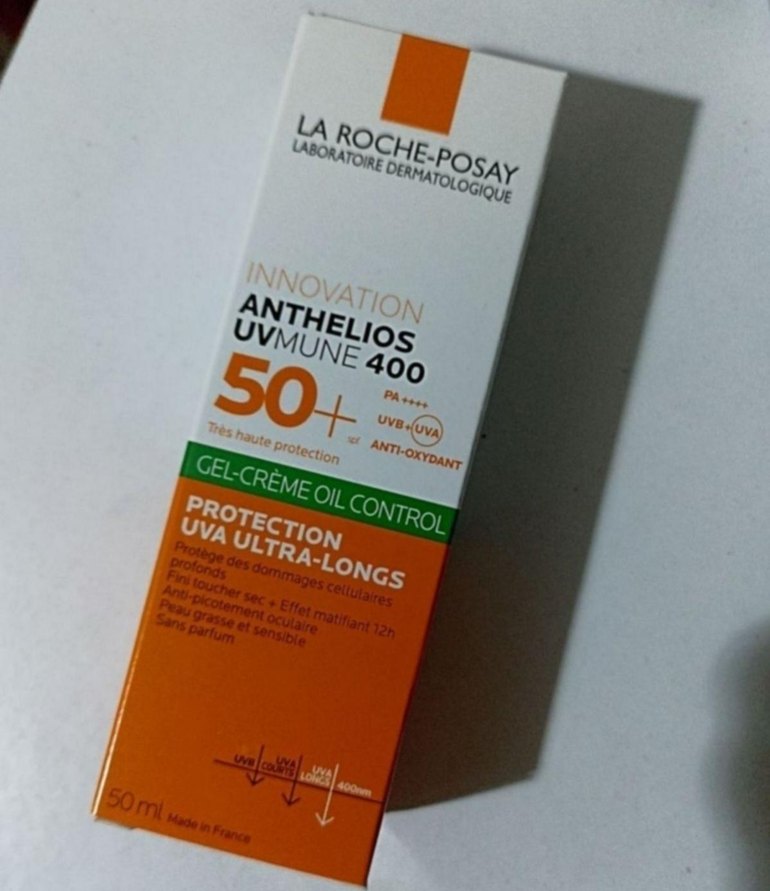 LA ROCHE-POSAY
LABORATOIRE DERMATOLOGIQUE
INNOVATION
ANTHELIOS
UVMUNE 400
50+
spf
PA++++
UVB+UVA
ANTI-OXYDANT
Très haute protection
GEL-CRÈME OIL CONTROL
PROTECTION
UVA ULTRA-LONGS
Protège des dommages cellulaires
profonds
Fini toucher sec + Effet matifiant 12h
Anti-picotement oculaire
Peau grasse et sensible
Sans parfum
UVB
UVA
COURTS
UVA
LONGS
400nm
50 ml Made in France